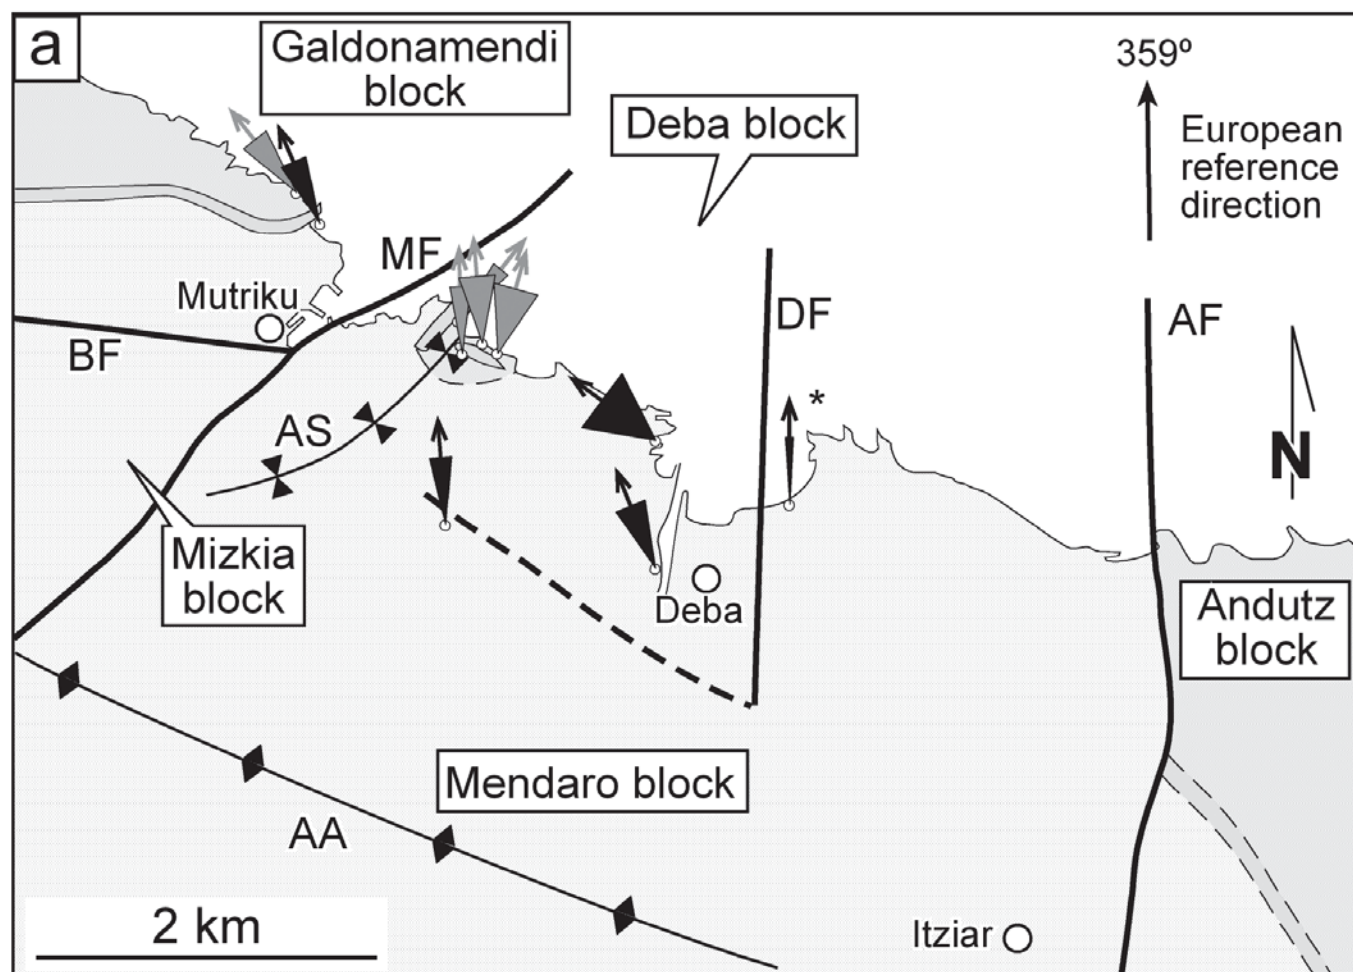 a
Galdonamendi
block
Deba block
359º
European
reference
direction
MF
Mutriku
BF
DF
AF
*
AS
N
Mizkia
block
Deba
Andutz
block
Mendaro block
AA
2 km
Itziar